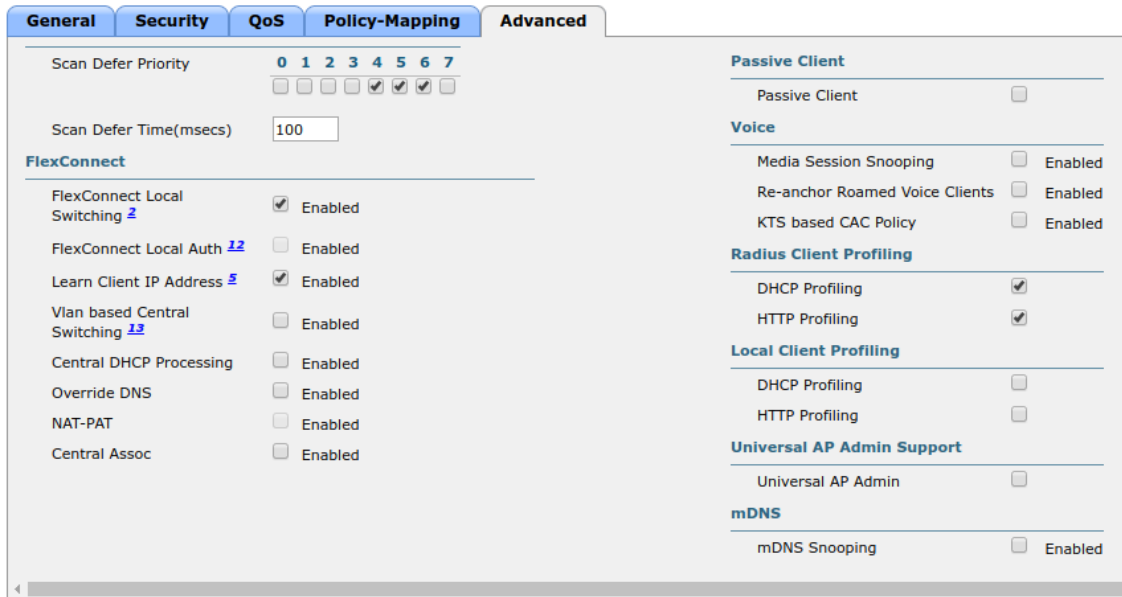 General Security QoS Policy-Mapping Advanced
Scan Defer Priority 0 1 2 3 4 5 6 7
Scan Defer Time(msecs) 100
FlexConnect
FlexConnect Local
Switching 2 Enabled
FlexConnect Local Auth 12 Enabled
Learn Client IP Address 5 Enabled
Vlan based Central
Switching 13 Enabled
Central DHCP Processing Enabled
Override DNS Enabled
NAT-PAT Enabled
Central Assoc Enabled
Passive Client
Passive Client
Voice
Media Session Snooping Enabled
Re-anchor Roamed Voice Clients Enabled
KTS based CAC Policy Enabled
Radius Client Profiling
DHCP Profiling
HTTP Profiling
Local Client Profiling
DHCP Profiling
HTTP Profiling
Universal AP Admin Support
Universal AP Admin
mDNS
mDNS Snooping Enabled